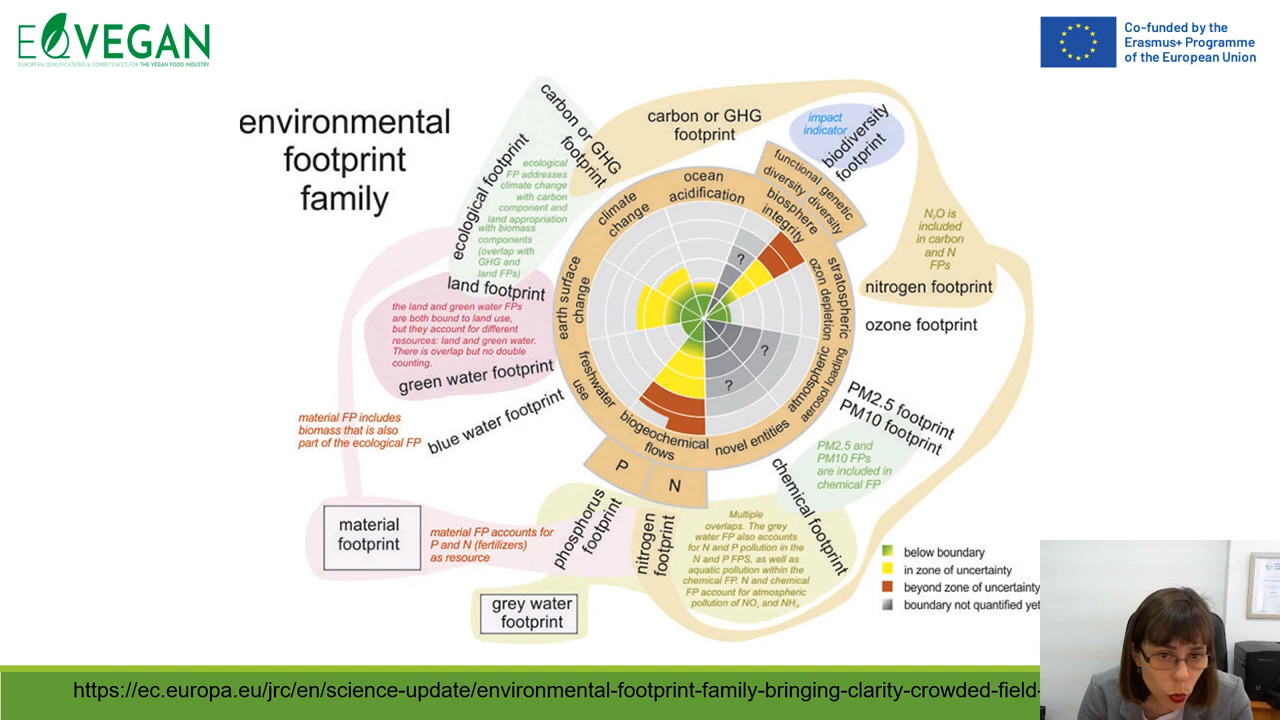 EQVEGAN
EUROPEAN QUALIFICATIONS & COMPETENCES FOR THE VEGAN FOOD INDUSTRY
Co-funded by the
Erasmus+ Programme
of the European Union
environmental
footprint
family
carbon or GHG
footprint
carbon or GHG
footprint
impact
indicator
biodiversity
footprint
ecological footprint
ecological
FP addresses
climate change
with carbon
component and
land appropriation
with biomass
components
(overlap with
GHG and
land FPs)
land footprint
the land and green water FPs
are both bound to land use,
but they account for different
resources: land and green water.
There is overlap but no double
counting.
green water footprint
blue water footprint
material FP includes
biomass that is also
part of the ecological FP
climate
change
ocean
acidification
functional
diversity
genetic
diversity
biosphere
integrity
stratospheric
ozon depletion
atmospheric
aerosol loading
novel entities
biogeochemical
flows
freshwater
use
earth surface
change
?
?
?
P
N
N₂O is
included
in carbon
and N
FPs
nitrogen footprint
ozone footprint
PM2.5 footprint
PM10 footprint
PM2.5 and
PM10 FPs
are included in
chemical FP
chemical footprint
material
footprint
material FP accounts for
P and N (fertilizers)
as resource
phosphorus
footprint
nitrogen
footprint
Multiple
overlaps. The grey
water FP also accounts
for N and P pollution in the
N and P FPS, as well as
aquatic pollution within the
chemical FP. N and chemical
FP account for atmospheric
pollution of NOₓ and NH₃.
grey water
footprint
below boundary
in zone of uncertainty
beyond zone of uncertainty
boundary not quantified yet
https://ec.europa.eu/jrc/en/science-update/environmental-footprint-family-bringing-clarity-crowded-field-